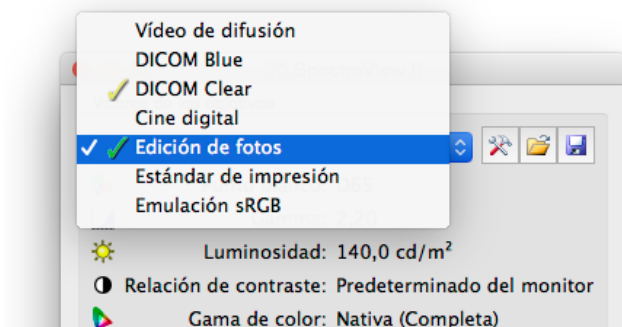 Vídeo de difusión
DICOM Blue
DICOM Clear
Cine digital
Edición de fotos
Estándar de impresión
Emulación sRGB
Luminosidad: 140,0 cd/m²
Relación de contraste: Predeterminado del monitor
Gama de color: Nativa (Completa)